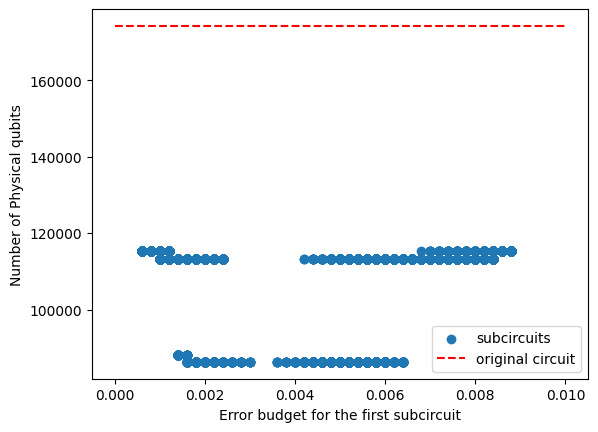 160000
140000
120000
100000
Number of Physical qubits
0.000 0.002 0.004 0.006 0.008 0.010
Error budget for the first subcircuit
subcircuits
original circuit